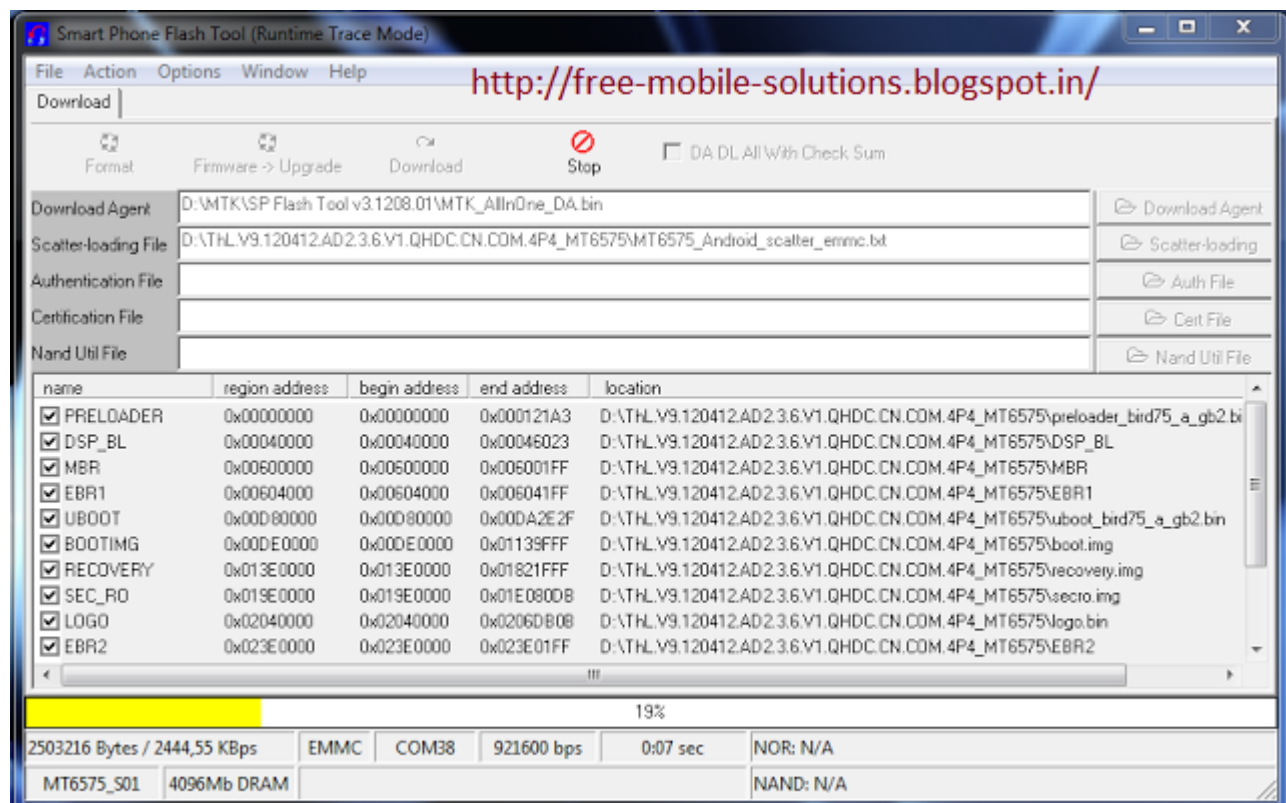 Smart Phone Flash Tool (Runtime Trace Mode)
File Action Options Window Help
http://free-mobile-solutions.blogspot.in/
Download
Format Firmware -> Upgrade Download Stop DA DL All With Check Sum
Download Agent D:\MTK\SP Flash Tool v3.1208.01\MTK_AllInOne_DA.bin Download Agent
Scatter-loading File D:\ThL.V9.120412.AD2.3.6.V1.QHDC.CN.COM.4P4_MT6575\MT6575_Android_scatter_emmc.txt Scatter-loading
Authentication File Auth File
Certification File Cert File
Nand Util File Nand Util File
name region address begin address end address location
PRELOADER 0x00000000 0x00000000 0x000121A3 D:\ThL.V9.120412.AD2.3.6.V1.QHDC.CN.COM.4P4_MT6575\preloader_bird75_a_gb2.bi
DSP_BL 0x00040000 0x00040000 0x00046023 D:\ThL.V9.120412.AD2.3.6.V1.QHDC.CN.COM.4P4_MT6575\DSP_BL
MBR 0x00600000 0x00600000 0x006001FF D:\ThL.V9.120412.AD2.3.6.V1.QHDC.CN.COM.4P4_MT6575\MBR
EBR1 0x00604000 0x00604000 0x006041FF D:\ThL.V9.120412.AD2.3.6.V1.QHDC.CN.COM.4P4_MT6575\EBR1
UBOOT 0x00D80000 0x00D80000 0x00DA2E2F D:\ThL.V9.120412.AD2.3.6.V1.QHDC.CN.COM.4P4_MT6575\uboot_bird75_a_gb2.bin
BOOTIMG 0x00DE0000 0x00DE0000 0x01139FFF D:\ThL.V9.120412.AD2.3.6.V1.QHDC.CN.COM.4P4_MT6575\boot.img
RECOVERY 0x013E0000 0x013E0000 0x01821FFF D:\ThL.V9.120412.AD2.3.6.V1.QHDC.CN.COM.4P4_MT6575\recovery.img
SEC_RO 0x019E0000 0x019E0000 0x01E080DB D:\ThL.V9.120412.AD2.3.6.V1.QHDC.CN.COM.4P4_MT6575\secro.img
LOGO 0x02040000 0x02040000 0x0206DB0B D:\ThL.V9.120412.AD2.3.6.V1.QHDC.CN.COM.4P4_MT6575\logo.bin
EBR2 0x023E0000 0x023E0000 0x023E01FF D:\ThL.V9.120412.AD2.3.6.V1.QHDC.CN.COM.4P4_MT6575\EBR2
19%
2503216 Bytes / 2444,55 KBps EMMC COM38 921600 bps 0:07 sec NOR: N/A
MT6575_S01 4096Mb DRAM NAND: N/A